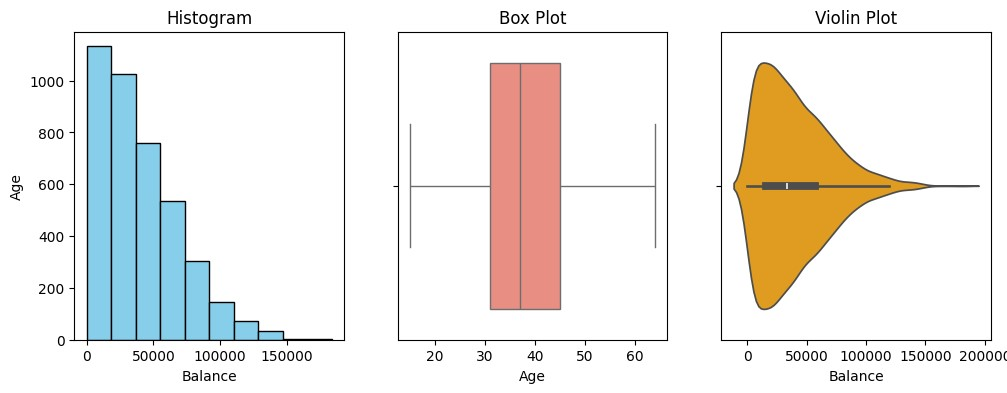 Histogram
Age
1000
800
600
400
200
0
0 50000 100000 150000
Balance
Box Plot
20 30 40 50 60
Age
Violin Plot
0 50000 100000 150000 20000
Balance